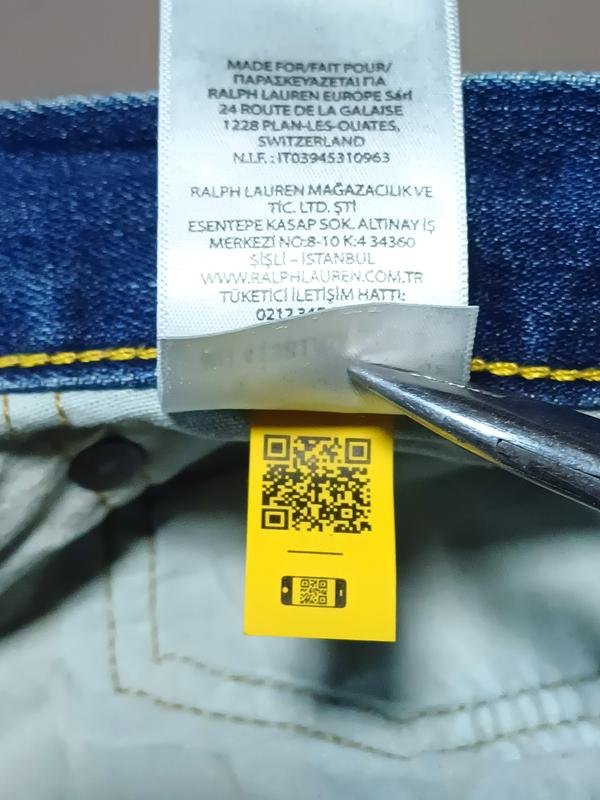 MADE FOR/FAIT POUR/
ΠΑΡΑΣΚΕΥΑΖΕΤΑΙ ΓΙΑ
RALPH LAUREN EUROPE Sàrl
24 ROUTE DE LA GALAISE
1228 PLAN-LES-OUATES,
SWITZERLAND
N.I.F.: IT03945310963
RALPH LAUREN MAĞAZACILIK VE
TİC. LTD. ŞTİ
ESENTEPE KASAP SOK. ALTINAY İŞ
MERKEZİ NO:8-10 K:4 34360
ŞİŞLİ – İSTANBUL
WWW.RALPHLAUREN.COM.TR
TÜKETİCİ İLETİŞİM HATTI:
0212